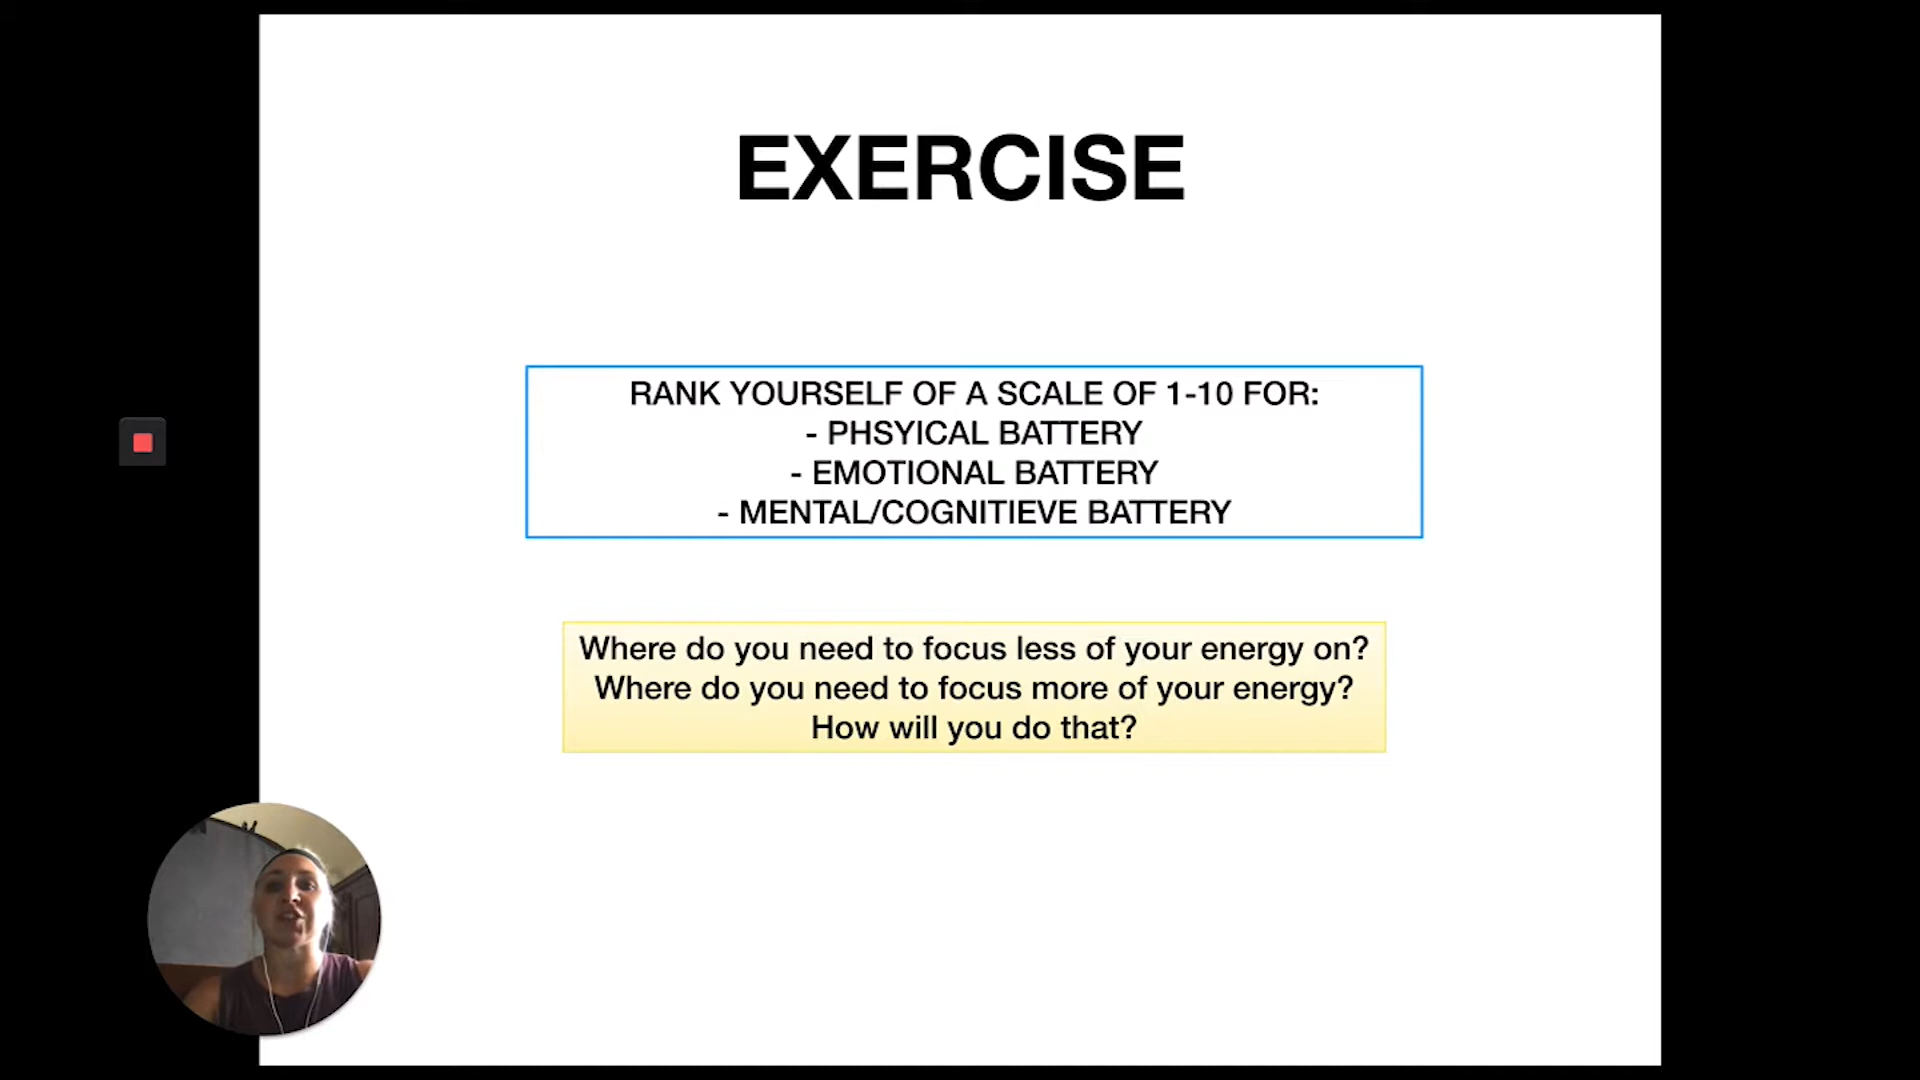 EXERCISE
RANK YOURSELF OF A SCALE OF 1-10 FOR:
- PHSYICAL BATTERY
- EMOTIONAL BATTERY
- MENTAL/COGNITIEVE BATTERY
Where do you need to focus less of your energy on?
Where do you need to focus more of your energy?
How will you do that?